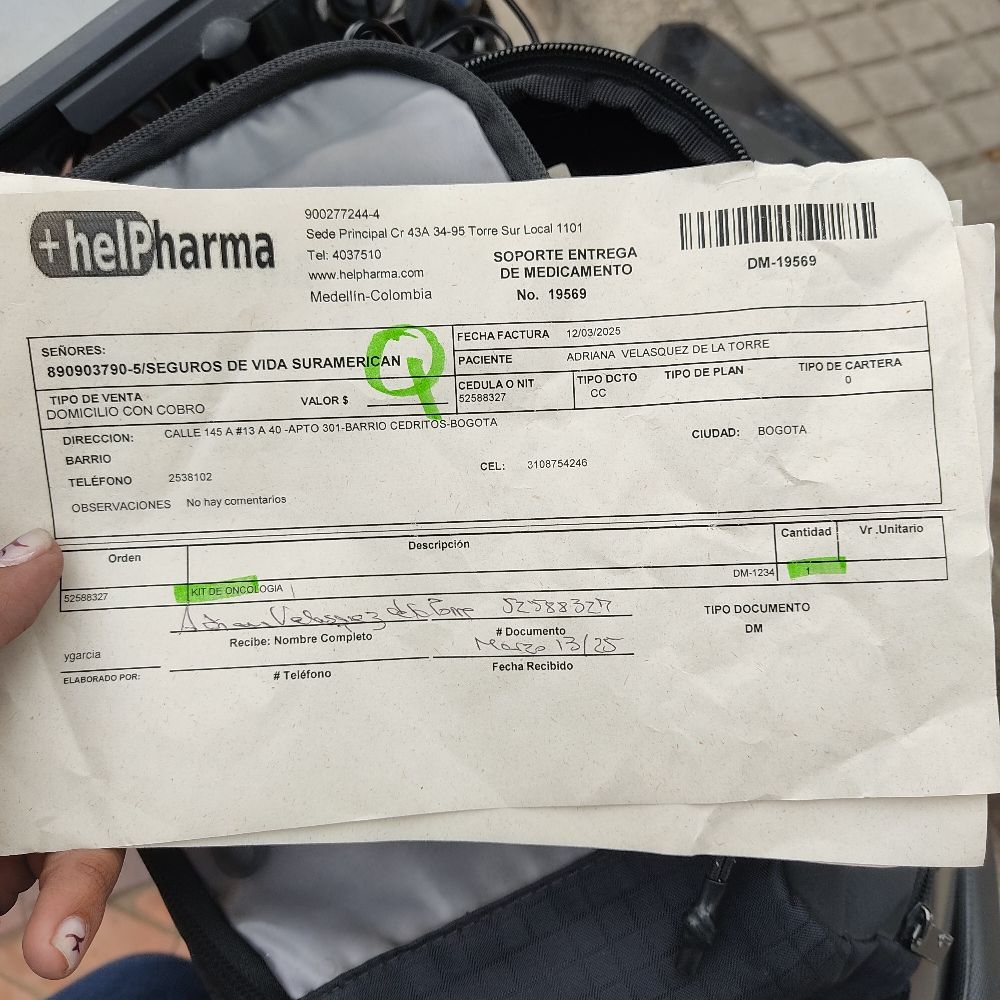 +helPharma
900277244-4
Sede Principal Cr 43A 34-95 Torre Sur Local 1101
Tel: 4037510
www.helpharma.com
Medellín-Colombia
SOPORTE ENTREGA
DE MEDICAMENTO
No. 19569
DM-19569
SEÑORES:
890903790-5/SEGUROS DE VIDA SURAMERICAN
Q
TIPO DE VENTA
DOMICILIO CON COBRO
VALOR $
FECHA FACTURA 12/03/2025
PACIENTE ADRIANA VELASQUEZ DE LA TORRE
CEDULA O NIT
52588327
TIPO DCTO
CC
TIPO DE PLAN
TIPO DE CARTERA
0
DIRECCION: CALLE 145 A #13 A 40 -APTO 301-BARRIO CEDRITOS-BOGOTA
CIUDAD: BOGOTA
BARRIO
TELÉFONO 2538102
CEL: 3108754246
OBSERVACIONES No hay comentarios
Orden Descripción Cantidad Vr .Unitario
52588327 KIT DE ONCOLOGIA DM-1234 1
Adriana Velasquez de la Torre 52588327
Recibe: Nombre Completo # Documento
TIPO DOCUMENTO
DM
Marzo 13/25
ygarcia
ELABORADO POR: # Teléfono Fecha Recibido